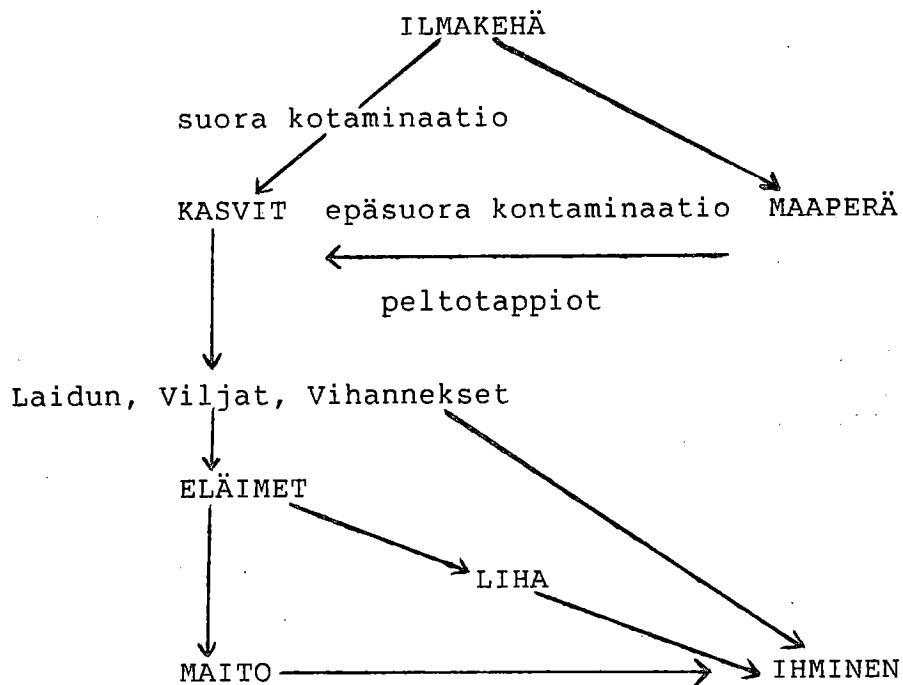 ILMAKEHÄ
suora kotaminaatio
KASVIT epäsuora kontaminaatio MAAPERÄ
peltotappiot
Laidun, Viljat, Vihannekset
ELÄIMET
LIHA
MAITO IHMINEN